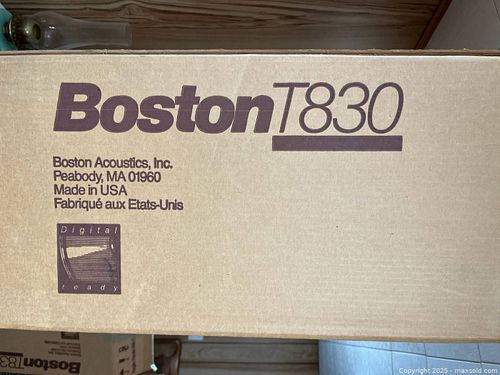 BostonT830
Boston Acoustics, Inc.
Peabody, MA 01960
Made in USA
Fabriqué aux Etats-Unis
Digital
ready
BostonT83
Copyright 2025 - maxsold.com